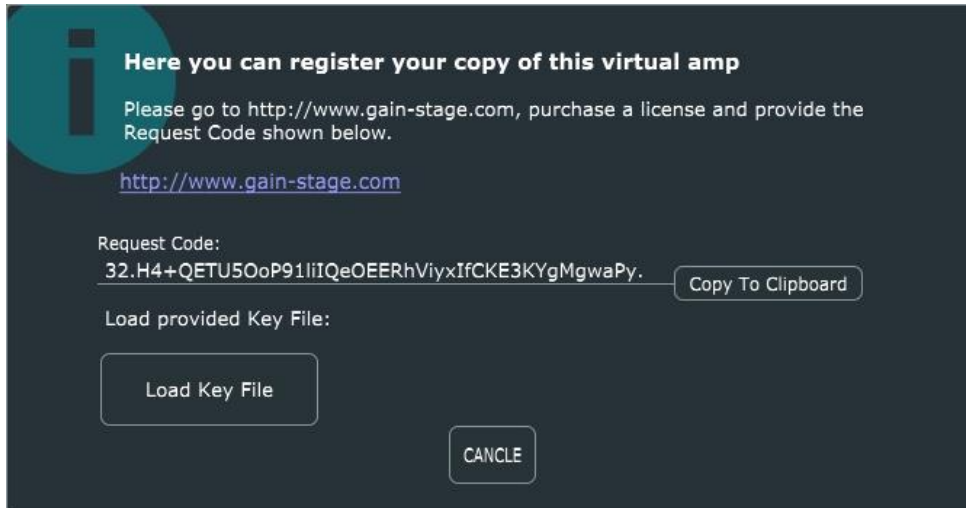 Here you can register your copy of this virtual amp
Please go to http://www.gain-stage.com, purchase a license and provide the
Request Code shown below.
http://www.gain-stage.com
Request Code:
32.H4+QETU5OoP91liIQeOEERhViyxIfCKE3KYgMgwaPy.
Copy To Clipboard
Load provided Key File:
Load Key File
CANCLE